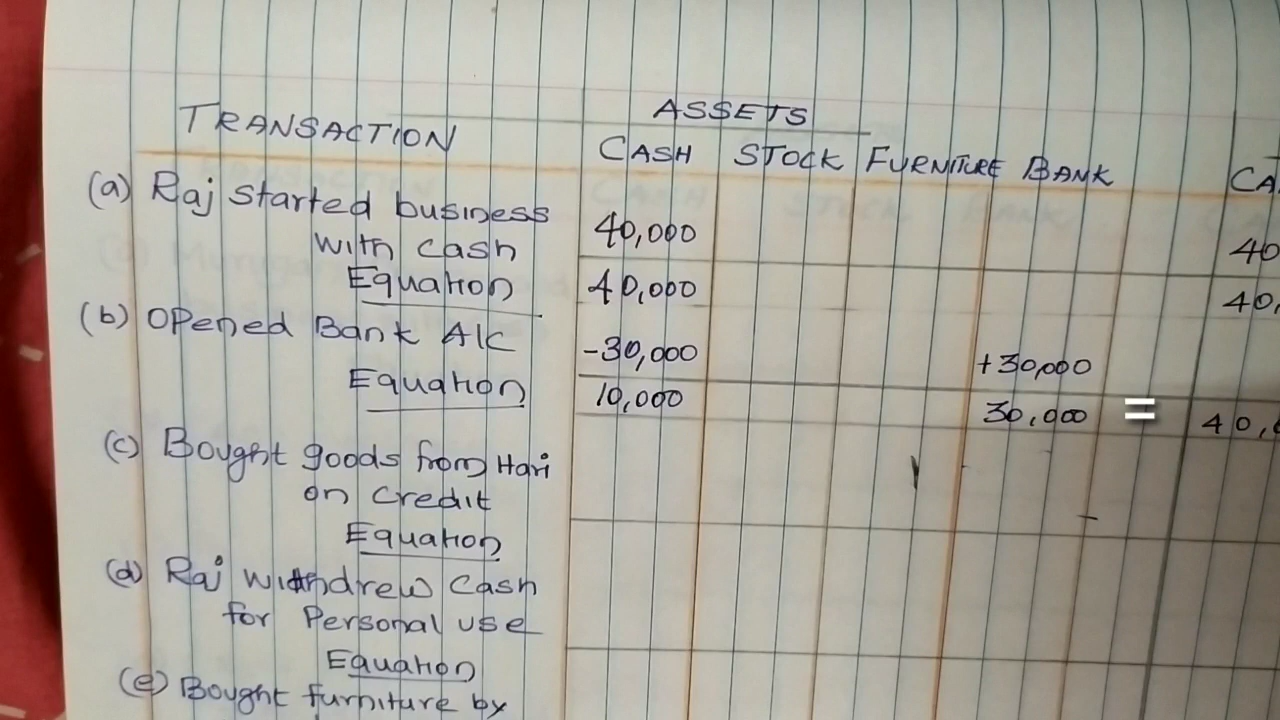 ASSETS
TRANSACTION
CASH STOCK FURNITURE BANK CA
(a) Raj Started business
with cash 40,000 40
Equation 40,000 40,
(b) Opened Bank A/c -30,000 +30,000
Equation 10,000 30,000 = 40,
(c) Bought goods from Hari
on credit
Equation
(d) Raj withdrew cash
for Personal use
Equation
(e) Bought furniture by